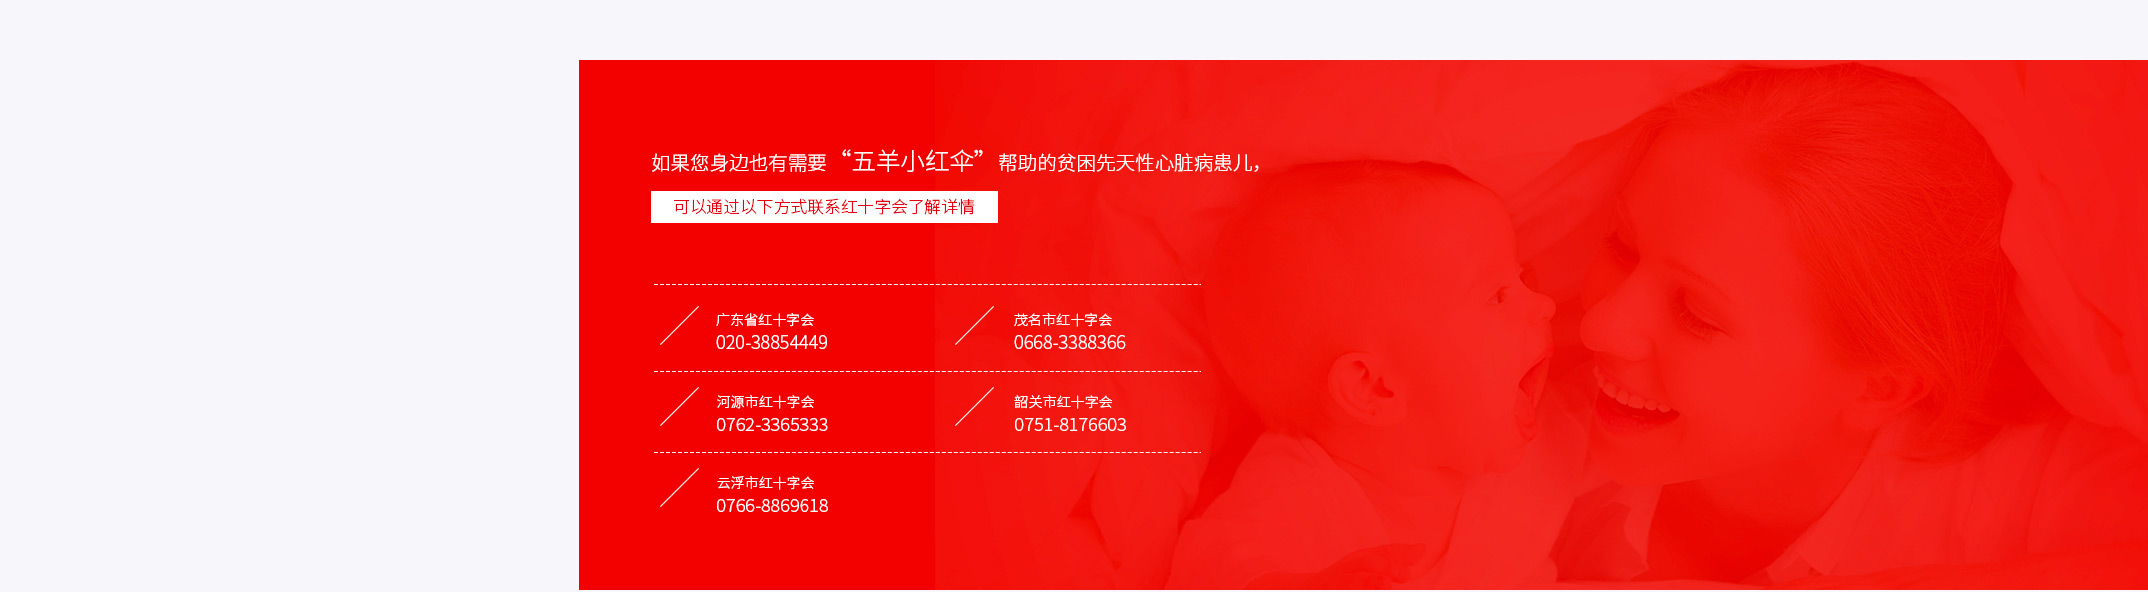 如果您身边也有需要“五羊小红伞”帮助的贫困先天性心脏病患儿，
可以通过以下方式联系红十字会了解详情
广东省红十字会
020-38854449
茂名市红十字会
0668-3388366
河源市红十字会
0762-3365333
韶关市红十字会
0751-8176603
云浮市红十字会
0766-8869618